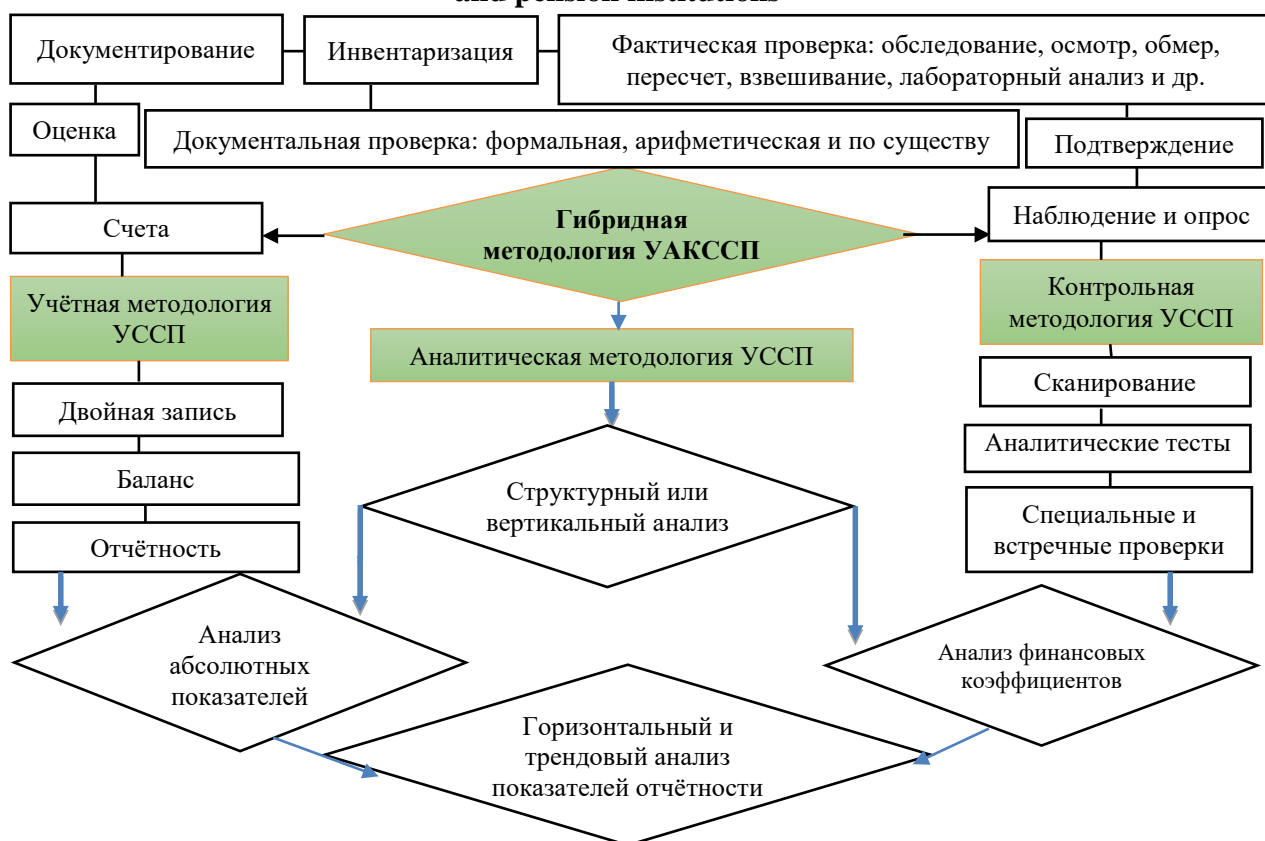 and pension institutions
Документирование
Инвентаризация
Фактическая проверка: обследование, осмотр, обмер,
пересчет, взвешивание, лабораторный анализ и др.
Оценка
Документальная проверка: формальная, арифметическая и по существу
Подтверждение
Счета
Гибридная
методология УАКССП
Наблюдение и опрос
Учётная методология
УССП
Аналитическая методология УССП
Контрольная
методология УССП
Двойная запись
Сканирование
Баланс
Структурный или
вертикальный анализ
Аналитические тесты
Отчётность
Специальные и
встречные проверки
Анализ
абсолютных
показателей
Анализ финансовых
коэффициентов
Горизонтальный и
трендовый анализ
показателей отчётности